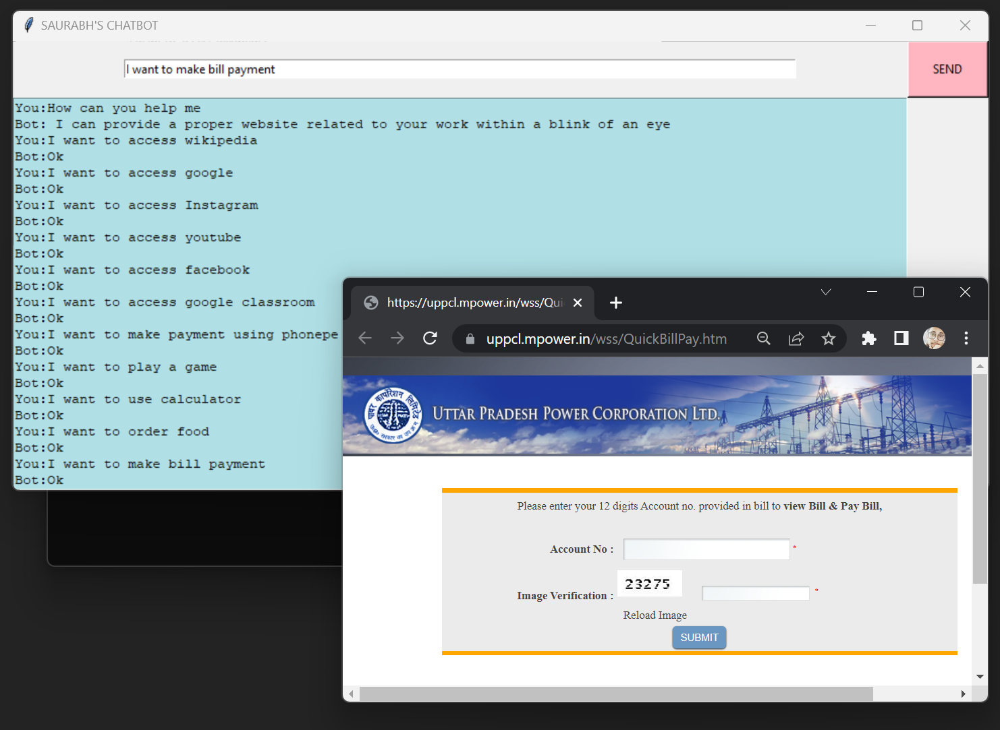 SAURABH'S CHATBOT
I want to make bill payment
SEND
You:How can you help me
Bot: I can provide a proper website related to your work within a blink of an eye
You:I want to access wikipedia
Bot:Ok
You:I want to access google
Bot:Ok
You:I want to access Instagram
Bot:Ok
You:I want to access youtube
Bot:Ok
You:I want to access facebook
Bot:Ok
You:I want to access google classroom
Bot:Ok
You:I want to make payment using phonepe
Bot:Ok
You:I want to play a game
Bot:Ok
You:I want to use calculator
Bot:Ok
You:I want to order food
Bot:Ok
You:I want to make bill payment
Bot:Ok
https://uppcl.mpower.in/wss/Qui
uppcl.mpower.in/wss/QuickBillPay.htm
पावर कार्पोरेशन लिमिटेड
UTTAR PRADESH POWER CORPORATION LTD.
Please enter your 12 digits Account no. provided in bill to view Bill & Pay Bill,
Account No : *
23275
Image Verification : *
Reload Image
SUBMIT